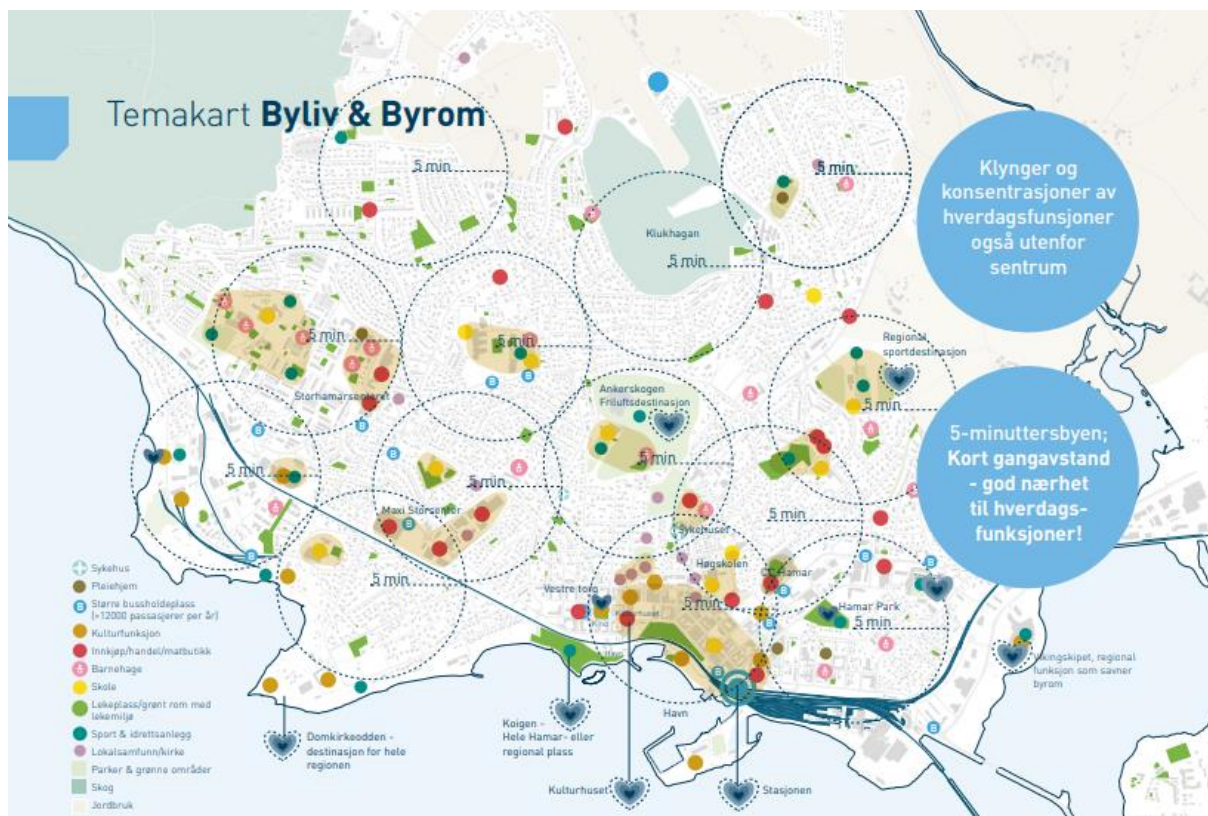 Temakart Byliv & Byrom
Klynger og
konsentrasjoner av
hverdagsfunsjoner
også utenfor
sentrum
5-minuttersbyen;
Kort gangavstand
- god nærhet
til hverdags-
funksjoner!
5 min
5 min
Klukhagan
5 min
5 min
5 min
Regional
sportdestinasjon
Storhamarsenteret
Ankerskogen
Friluftsdestinasjon
5 min
5 min
5 min
Maxi Storsenter
Sykehuset
5 min
5 min
Høgskolen
CC Hamar
Vestre torg
5 min
Hamar Park
5 min
Vikingskipet, regional
funksjon som savner
byrom
Havn
Koigen -
Hele Hamar- eller
regional plass
Domkirkeodden -
destinasjon for hele
regionen
Kulturhuset
Stasjonen
Sykehus
Pleiehjem
B
Større bussholdeplass
(+12000 passasjerer per år)
Kulturfunksjon
Innkjøp/handel/matbutikk
Barnehage
Skole
Lekeplass/grønt rom med
lekemiljø
Sport & idrettsanlegg
Lokalsamfunn/kirke
Parker & grønne områder
Skog
Jordbruk